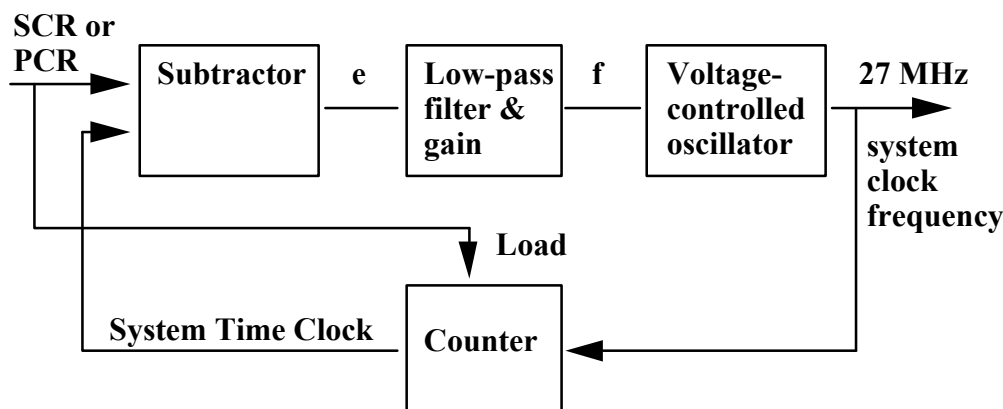 SCR or
PCR
Subtractor
e
Low-pass
filter &
gain
f
Voltage-
controlled
oscillator
27 MHz
system
clock
frequency
Load
System Time Clock
Counter